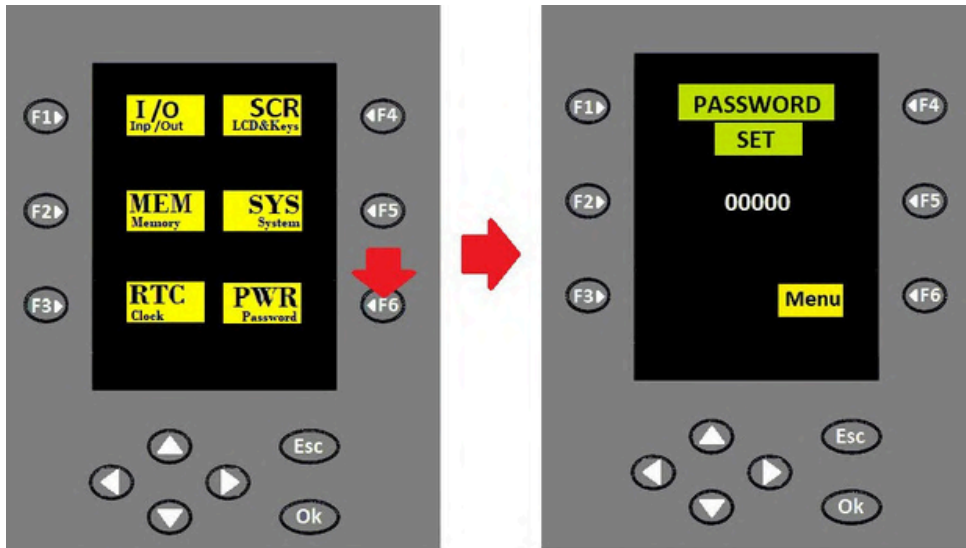 F1
I/O
Inp/Out
SCR
LCD&Keys
F4
F2
MEM
Memory
SYS
System
F5
F3
RTC
Clock
PWR
Password
F6
Esc
Ok
F1
PASSWORD
SET
F4
F2
00000
F5
F3
Menu
F6
Esc
Ok